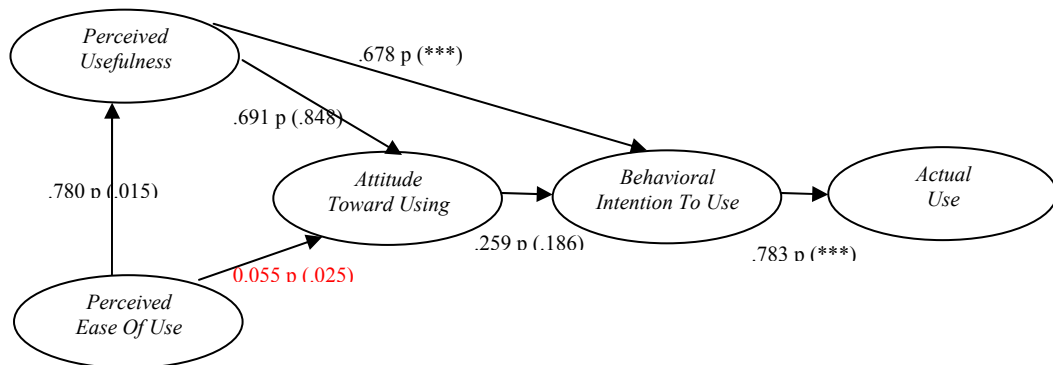 Perceived
Usefulness
.678 p (***)
.691 p (.848)
.780 p (.015)
Attitude
Toward Using
Behavioral
Intention To Use
Actual
Use
.259 p (.186)
.783 p (***)
0.055 p (.025)
Perceived
Ease Of Use